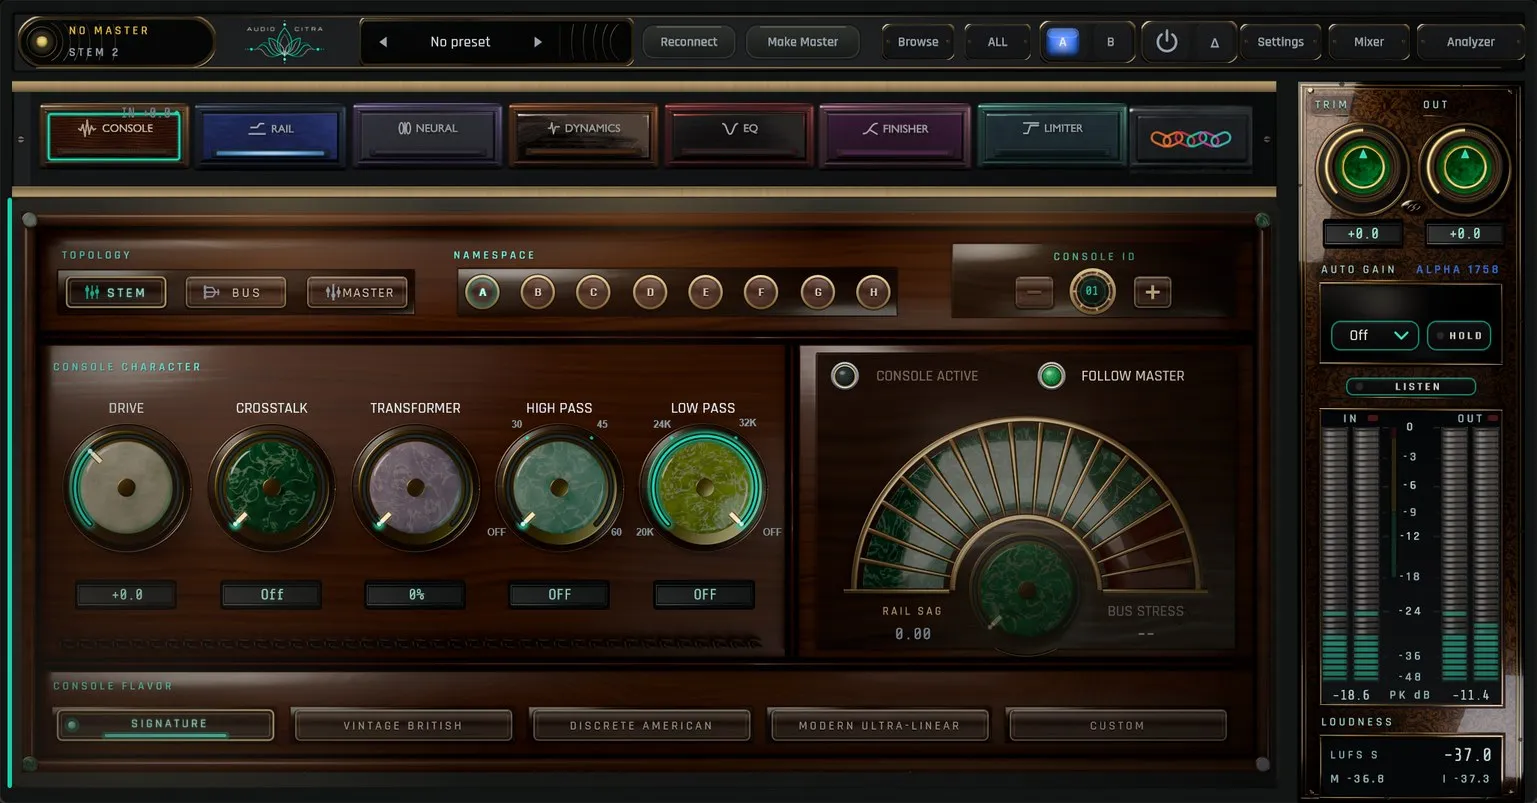 NO MASTER
STEM 2
AUDIO CITRA
No preset
Reconnect
Make Master
Browse
ALL
A
B
Δ
Settings
Mixer
Analyzer
IN +0.0
CONSOLE
RAIL
NEURAL
DYNAMICS
EQ
FINISHER
LIMITER
TRIM
OUT
+0.0
+0.0
AUTO GAIN
ALPHA 1758
Off
HOLD
LISTEN
TOPOLOGY
STEM
BUS
MASTER
NAMESPACE
A
B
C
D
E
F
G
H
CONSOLE ID
01
CONSOLE CHARACTER
DRIVE
CROSSTALK
TRANSFORMER
HIGH PASS
LOW PASS
30
45
24K
32K
OFF
60
20K
OFF
+0.0
Off
0%
OFF
OFF
CONSOLE ACTIVE
FOLLOW MASTER
RAIL SAG
0.00
BUS STRESS
--
CONSOLE FLAVOR
SIGNATURE
VINTAGE BRITISH
DISCRETE AMERICAN
MODERN ULTRA-LINEAR
CUSTOM
IN
OUT
0
-3
-6
-9
-12
-18
-24
-36
-48
-18.6
PK dB
-11.4
LOUDNESS
LUFS S
-37.0
M -36.8
I -37.3